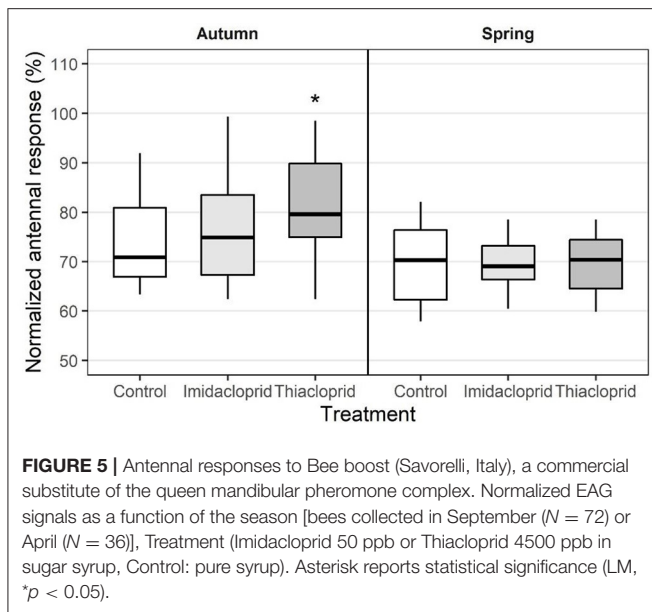 Autumn Spring
Normalized antennal response (%)
110
100
90
80
70
60
50
*
Control Imidacloprid Thiacloprid Control Imidacloprid Thiacloprid
Treatment
FIGURE 5 | Antennal responses to Bee boost (Savorelli, Italy), a commercial
substitute of the queen mandibular pheromone complex. Normalized EAG
signals as a function of the season [bees collected in September (N = 72) or
April (N = 36)], Treatment (Imidacloprid 50 ppb or Thiacloprid 4500 ppb in
sugar syrup, Control: pure syrup). Asterisk reports statistical significance (LM,
*p < 0.05).